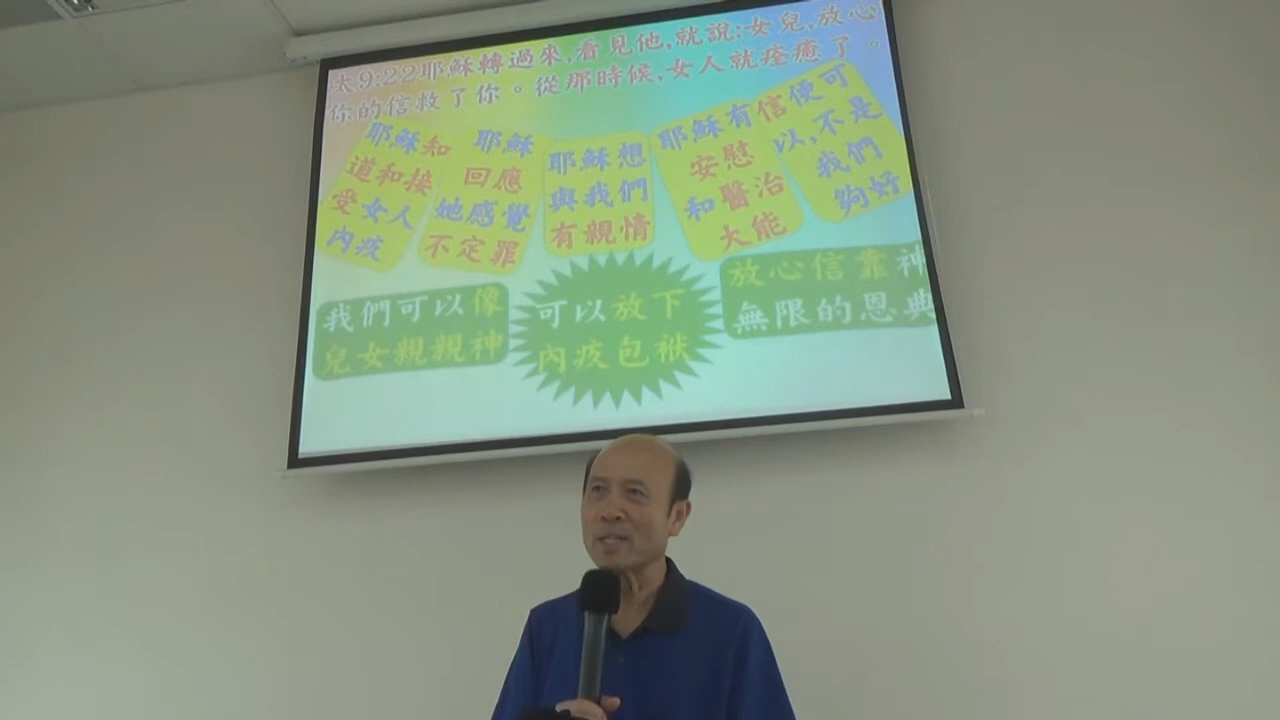 太9:22耶穌轉過來,看見他,就說:女兒,放心
你的信救了你。從那時候,女人就痊癒了。
耶穌知
道和接
受女人
內疚
耶穌
回應
她感覺
不定罪
耶穌想
與我們
有親情
耶穌有
安慰
和醫治
大能
信便可
以,不是
我們
夠好
我們可以像
兒女親親神
可以放下
內疚包袱
放心信靠神
無限的恩典